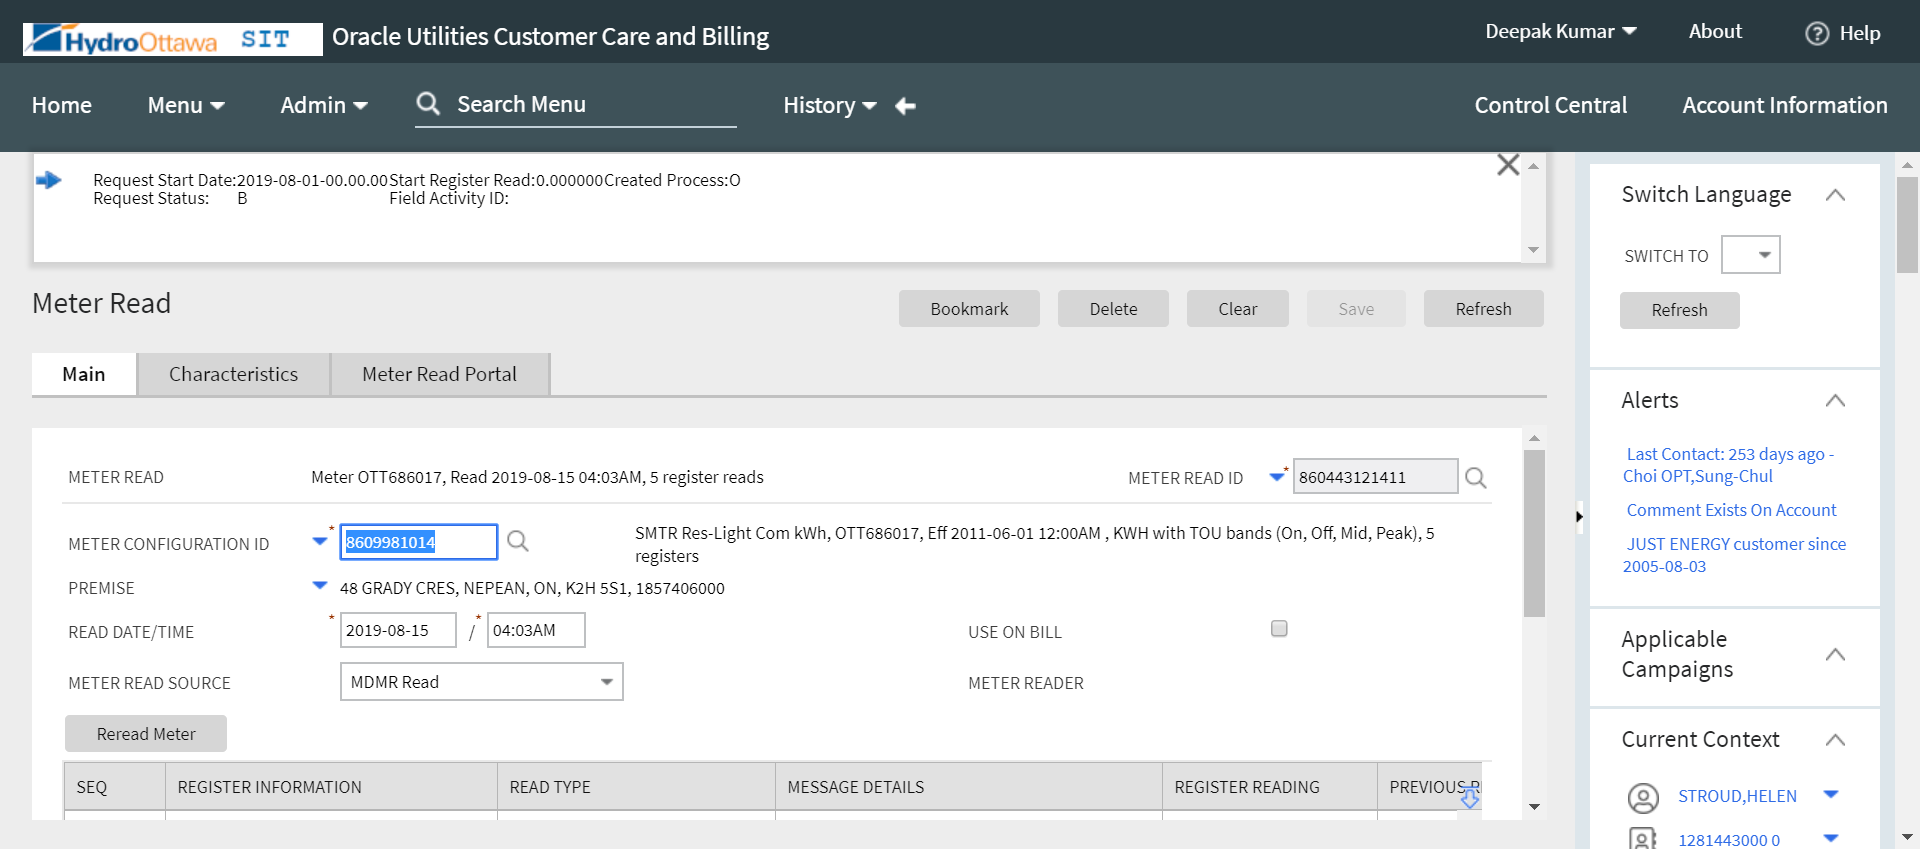 HydroOttawa SIT Oracle Utilities Customer Care and Billing Deepak Kumar About ? Help
Home Menu Admin Search Menu History Control Central Account Information
Request Start Date:2019-08-01-00.00.00Start Register Read:0.000000Created Process:O
Request Status: B Field Activity ID:
Meter Read Bookmark Delete Clear Save Refresh
Main Characteristics Meter Read Portal
METER READ Meter OTT686017, Read 2019-08-15 04:03AM, 5 register reads METER READ ID * 860443121411
METER CONFIGURATION ID * 8609981014 SMTR Res-Light Com kWh, OTT686017, Eff 2011-06-01 12:00AM , KWH with TOU bands (On, Off, Mid, Peak), 5
registers
PREMISE 48 GRADY CRES, NEPEAN, ON, K2H 5S1, 1857406000
READ DATE/TIME * 2019-08-15 / * 04:03AM USE ON BILL
METER READ SOURCE MDMR Read METER READER
Reread Meter
SEQ REGISTER INFORMATION READ TYPE MESSAGE DETAILS REGISTER READING PREVIOUS R
Switch Language
SWITCH TO
Refresh
Alerts
Last Contact: 253 days ago -
Choi OPT,Sung-Chul
Comment Exists On Account
JUST ENERGY customer since
2005-08-03
Applicable
Campaigns
Current Context
STROUD,HELEN
1281443000 0